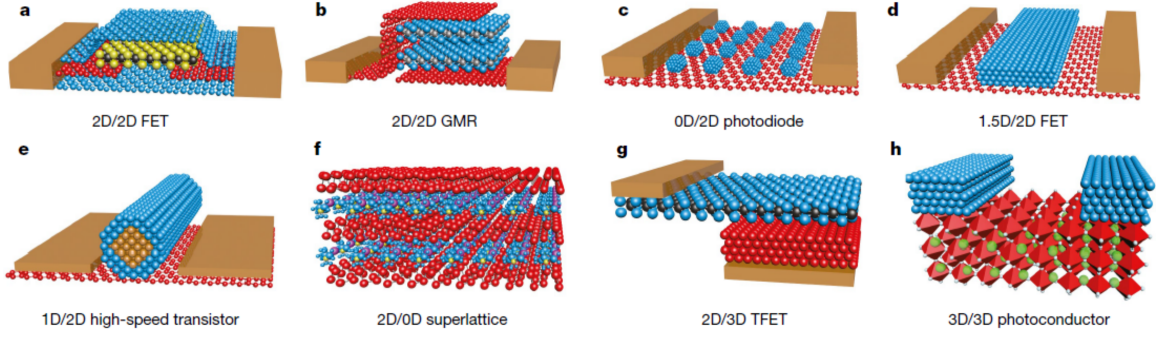 a
b
c
d
2D/2D FET
2D/2D GMR
0D/2D photodiode
1.5D/2D FET
e
f
g
h
1D/2D high-speed transistor
2D/0D superlattice
2D/3D TFET
3D/3D photoconductor